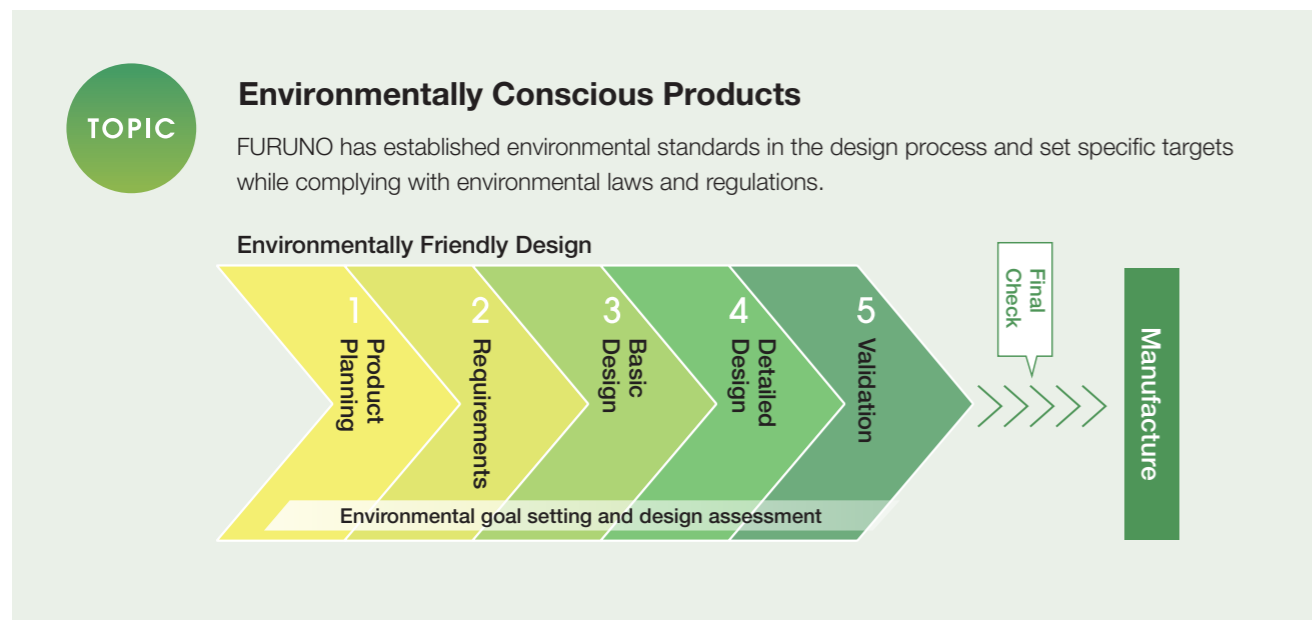 TOPIC
Environmentally Conscious Products
FURUNO has established environmental standards in the design process and set specific targets
while complying with environmental laws and regulations.
Environmentally Friendly Design
1
Product
Planning
2
Requirements
3
Basic
Design
4
Detailed
Design
5
Validation
Environmental goal setting and design assessment
Final
Check
Manufacture